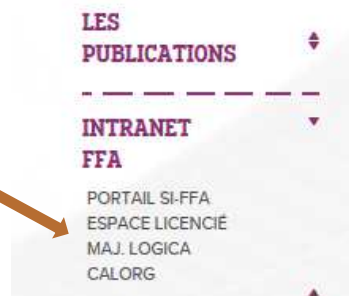 LES
PUBLICATIONS
INTRANET
FFA
PORTAIL SI-FFA
ESPACE LICENCIÉ
MAJ. LOGICA
CALORG